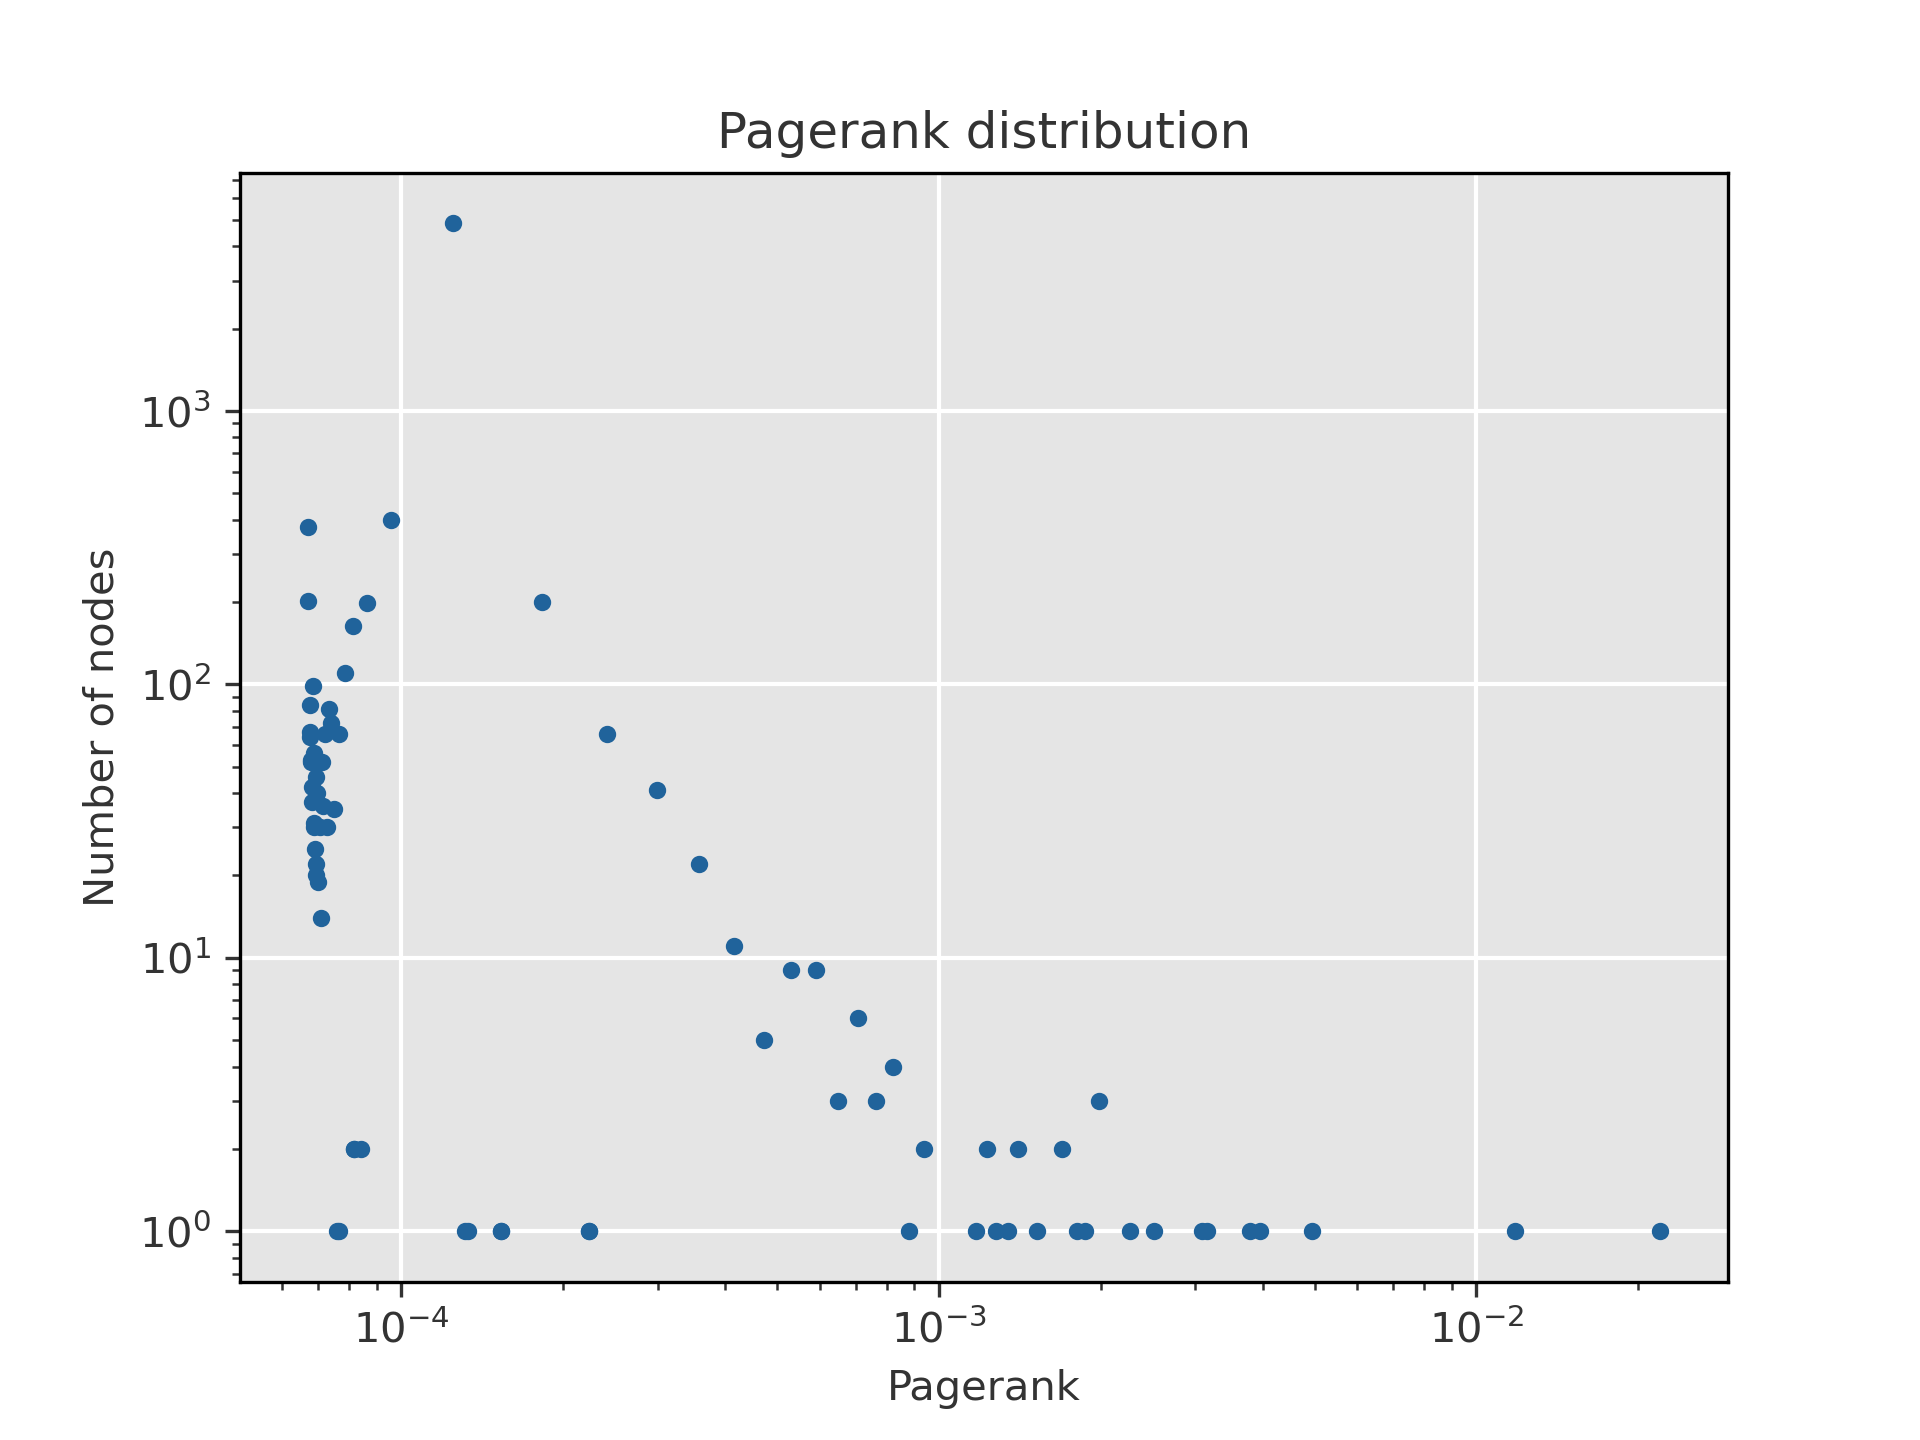 Pagerank distribution
Number of nodes
10³
10²
10¹
10⁰
10⁻⁴ 10⁻³ 10⁻²
Pagerank